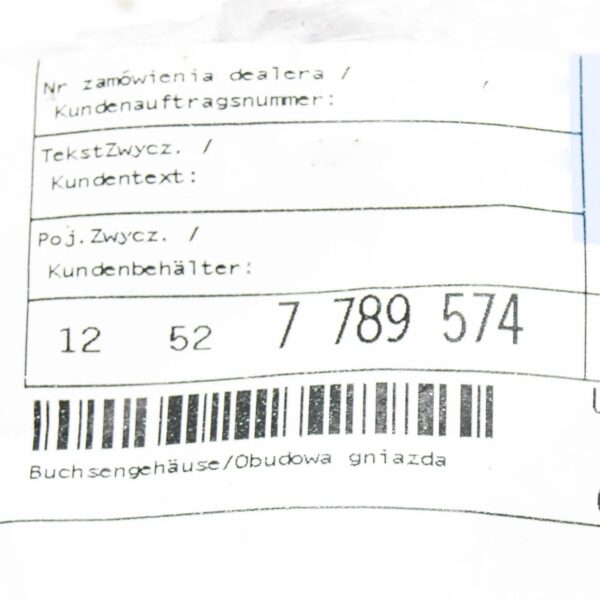 Nr zamówienia dealera /
Kundenauftragsnummer:
TekstZwycz. /
Kundentext:
Poj.Zwycz. /
Kundenbehälter:
12 52 7 789 574
Buchsengehäuse/Obudowa gniazda